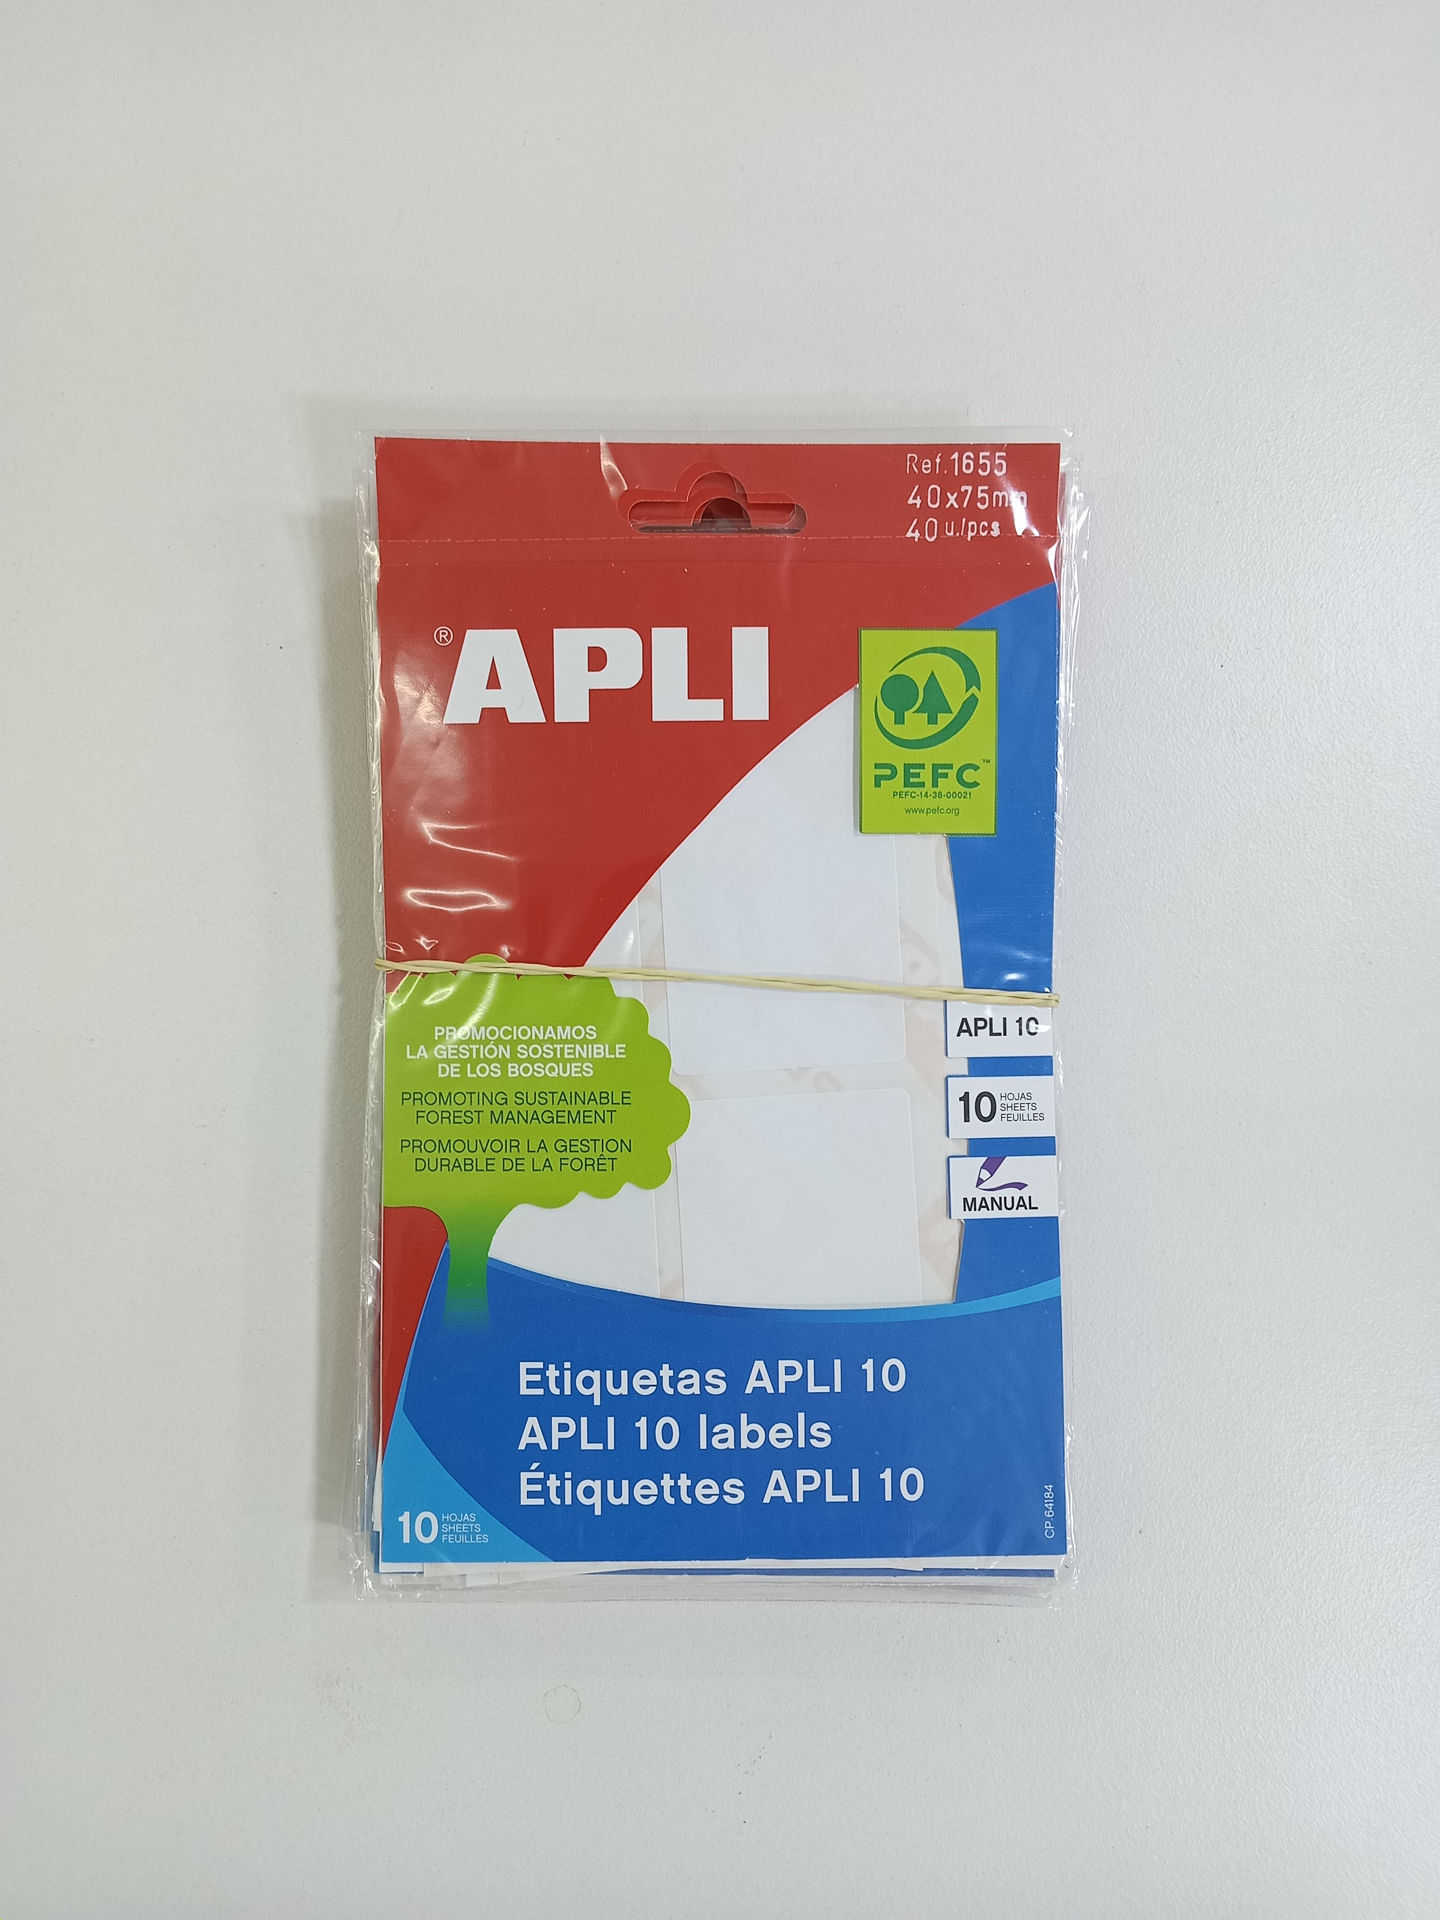 Ref.1655
40x75mm
40 u./pcs
®APLI
PEFC™
PEFC-14-38-00021
www.pefc.org
PROMOCIONAMOS
LA GESTIÓN SOSTENIBLE
DE LOS BOSQUES
PROMOTING SUSTAINABLE
FOREST MANAGEMENT
PROMOUVOIR LA GESTION
DURABLE DE LA FORÊT
APLI 10
10 HOJAS
SHEETS
FEUILLES
MANUAL
Etiquetas APLI 10
APLI 10 labels
Étiquettes APLI 10
10 HOJAS
SHEETS
FEUILLES
CP.64184